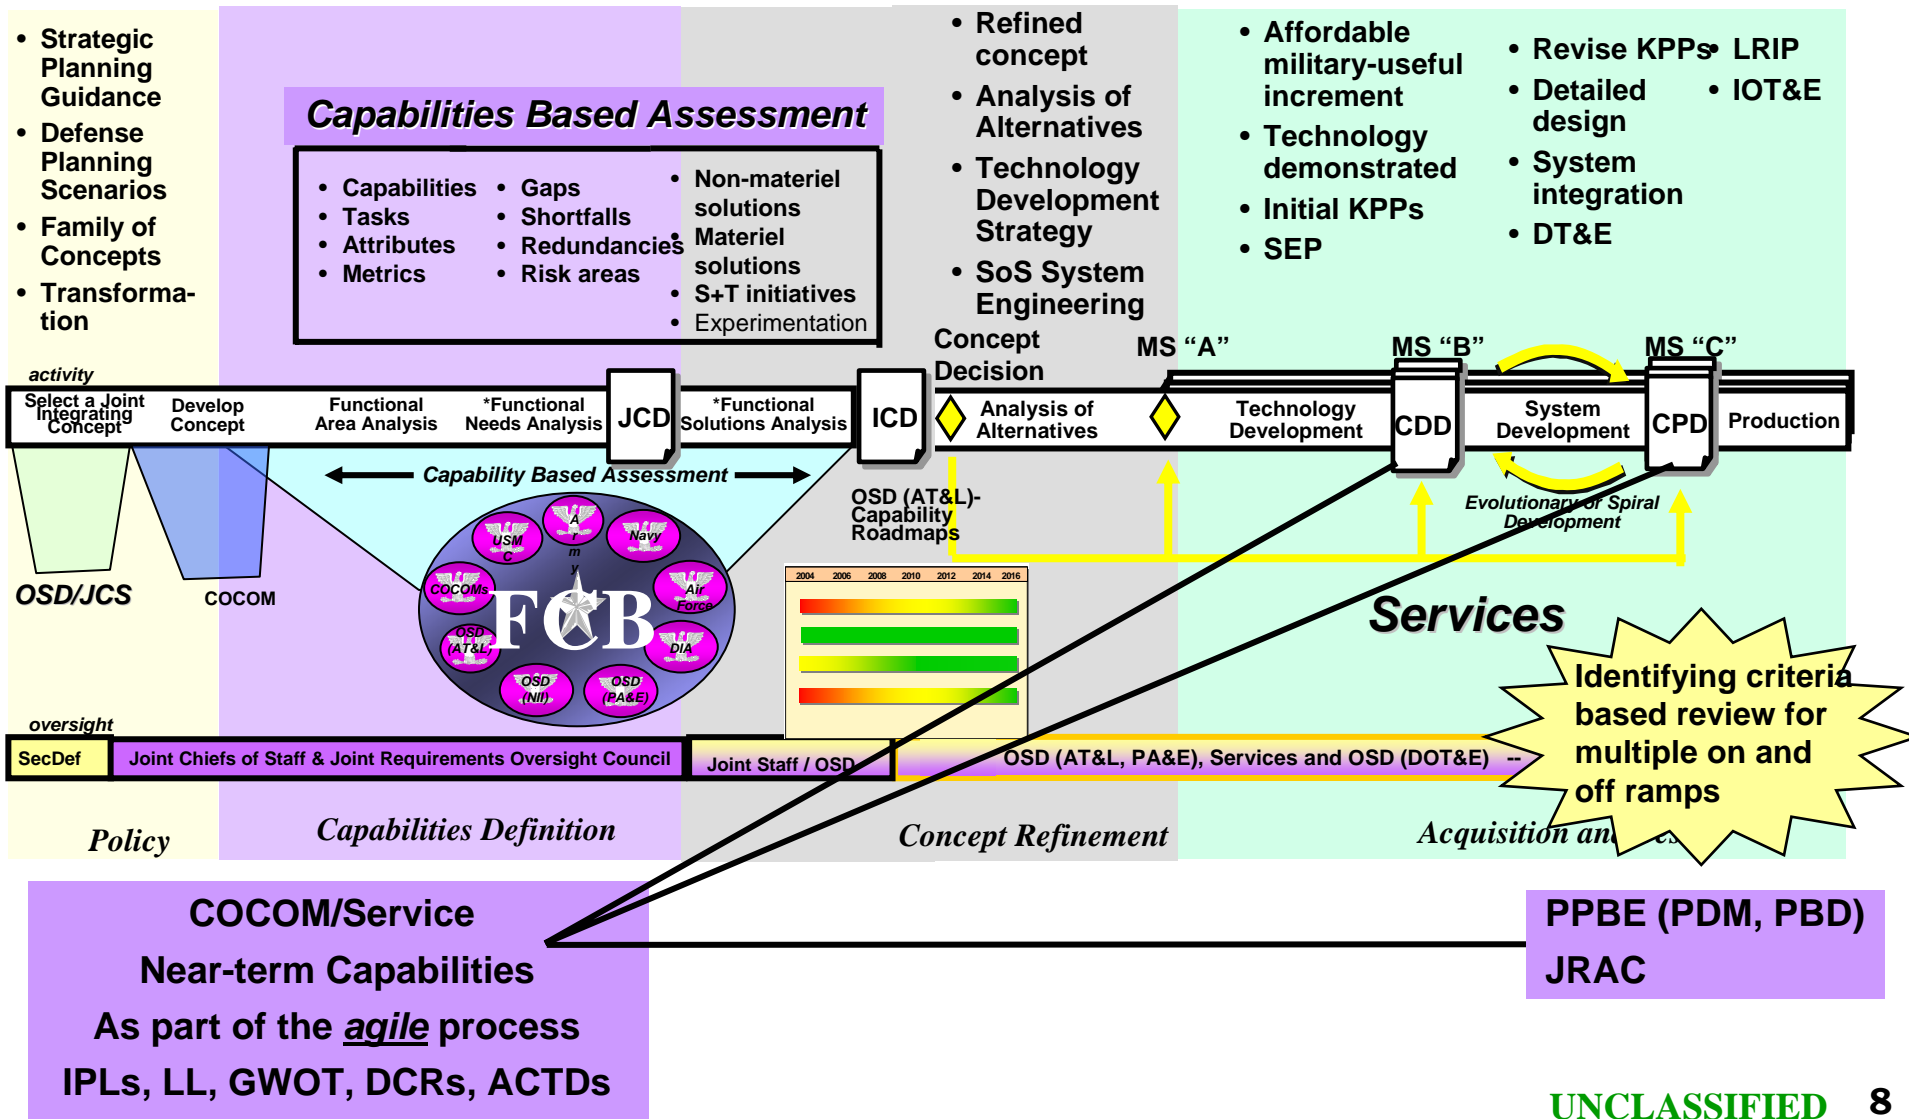 • Strategic
Planning
Guidance
• Defense
Planning
Scenarios
• Family of
Concepts
• Transforma-
tion
Capabilities Based Assessment
• Capabilities
• Tasks
• Attributes
• Metrics
• Gaps
• Shortfalls
• Redundancies
• Risk areas
• Non-materiel
solutions
• Materiel
solutions
• S+T initiatives
• Experimentation
• Refined
concept
• Analysis of
Alternatives
• Technology
Development
Strategy
• SoS System
Engineering
• Affordable
military-useful
increment
• Technology
demonstrated
• Initial KPPs
• SEP
• Revise KPPs
• Detailed
design
• System
integration
• DT&E
• LRIP
• IOT&E
Concept
Decision
MS “A”
MS “B”
MS “C”
activity
Select a Joint
Integrating
Concept
Develop
Concept
Functional
Area Analysis
*Functional
Needs Analysis
JCD
*Functional
Solutions Analysis
ICD
Analysis of
Alternatives
Technology
Development
CDD
System
Development
CPD
Production
Capability Based Assessment
OSD (AT&L)-
Capability
Roadmaps
Evolutionary or Spiral
Development
OSD/JCS
COCOM
FCB
USM
C
A
r
m
y
Navy
COCOMs
Air
Force
OSD
(AT&L)
DIA
OSD
(NII)
OSD
(PA&E)
2004 2006 2008 2010 2012 2014 2016
Services
Identifying criteria
based review for
multiple on and
off ramps
oversight
SecDef
Joint Chiefs of Staff & Joint Requirements Oversight Council
Joint Staff / OSD
OSD (AT&L, PA&E), Services and OSD (DOT&E) --
Policy
Capabilities Definition
Concept Refinement
Acquisition
COCOM/Service
Near-term Capabilities
As part of the agile process
IPLs, LL, GWOT, DCRs, ACTDs
PPBE (PDM, PBD)
JRAC
UNCLASSIFIED 8